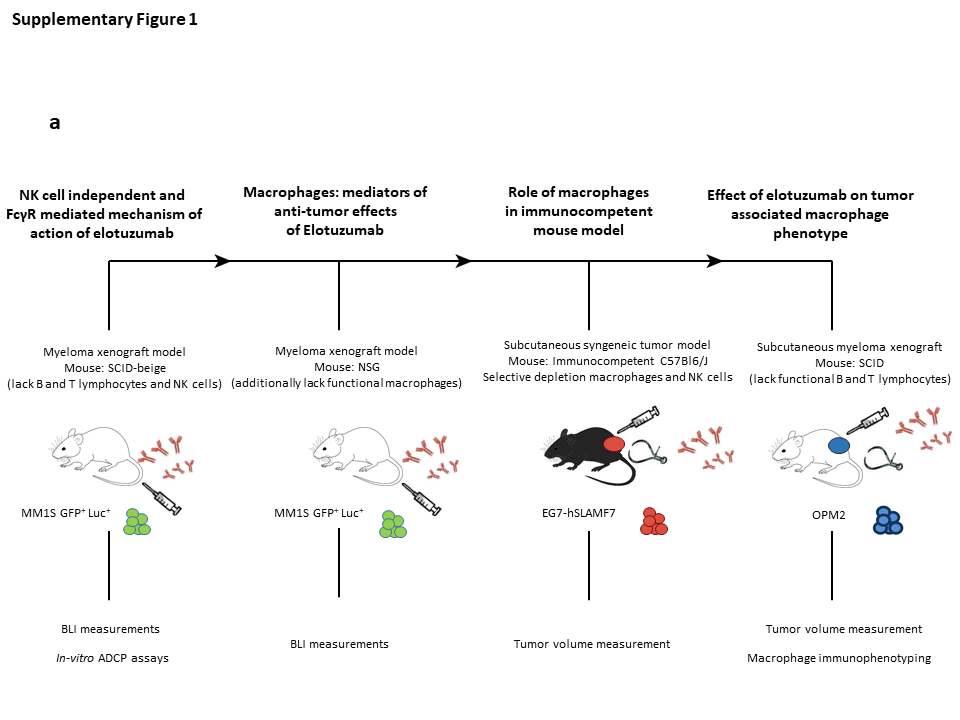 Supplementary Figure 1
a
NK cell independent and
FcγR mediated mechanism of
action of elotuzumab
Macrophages: mediators of
anti-tumor effects
of Elotuzumab
Role of macrophages
in immunocompetent
mouse model
Effect of elotuzumab on tumor
associated macrophage
phenotype
Myeloma xenograft model
Mouse: SCID-beige
(lack B and T lymphocytes and NK cells)
Myeloma xenograft model
Mouse: NSG
(additionally lack functional macrophages)
Subcutaneous syngeneic tumor model
Mouse: Immunocompetent C57Bl6/J
Selective depletion macrophages and NK cells
Subcutaneous myeloma xenograft
Mouse: SCID
(lack functional B and T lymphocytes)
MM1S GFP⁺ Luc⁺
MM1S GFP⁺ Luc⁺
EG7-hSLAMF7
OPM2
BLI measurements
In-vitro ADCP assays
BLI measurements
Tumor volume measurement
Tumor volume measurement
Macrophage immunophenotyping